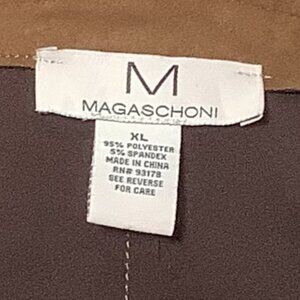 M
MAGASCHONI
XL
95% POLYESTER
5% SPANDEX
MADE IN CHINA
RN# 93178
SEE REVERSE
FOR CARE